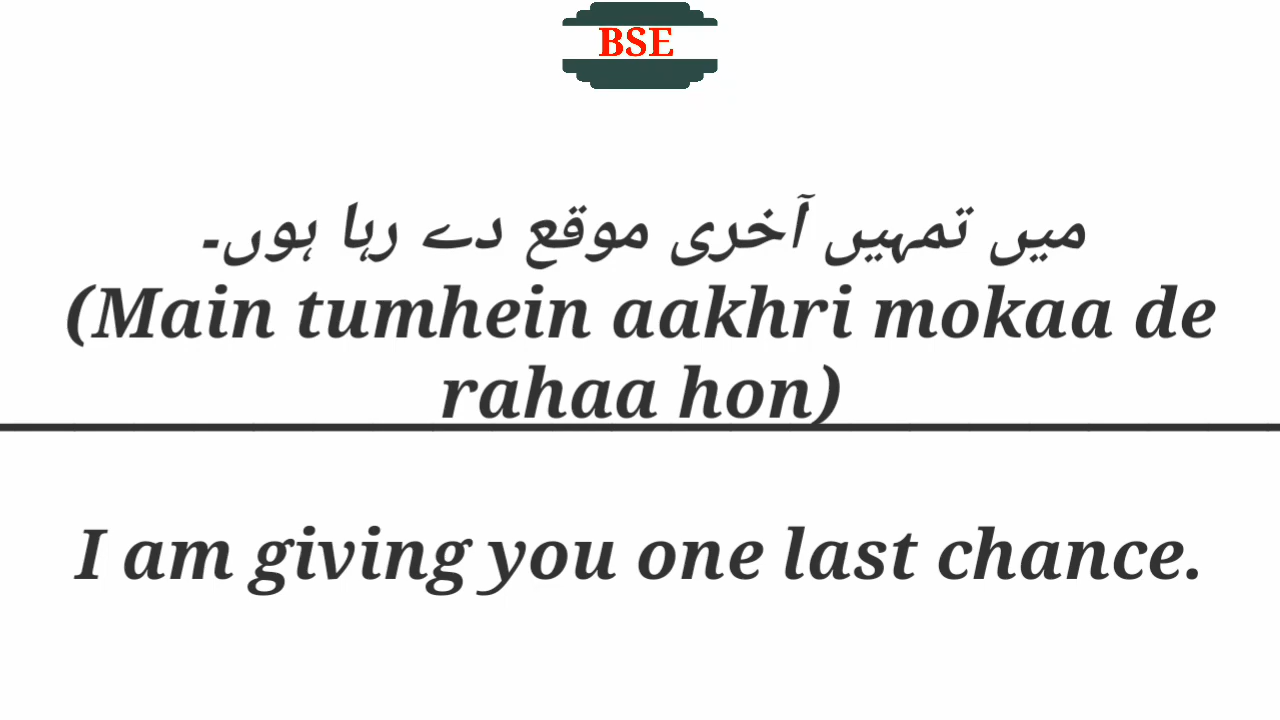 BSE
میں تمہیں آخری موقع دے رہا ہوں۔
(Main tumhein aakhri mokaa de
rahaa hon)
I am giving you one last chance.